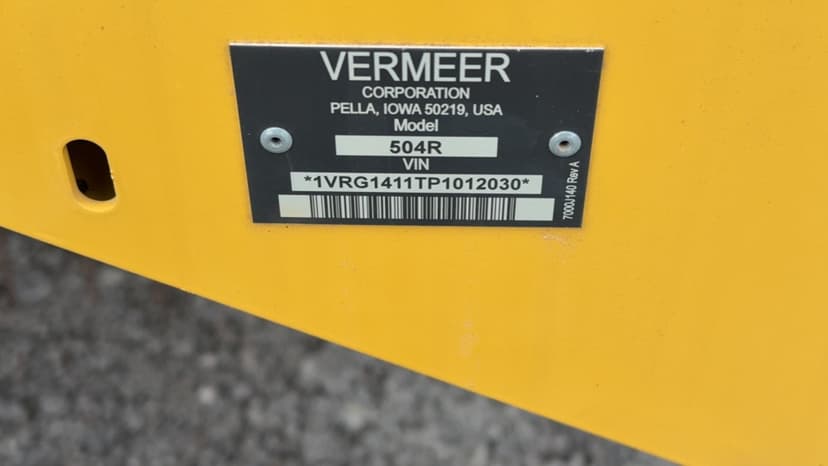 VERMEER
CORPORATION
PELLA, IOWA 50219, USA
Model
504R
VIN
*1VRG1411TP1012030*
7000J140 Rev A